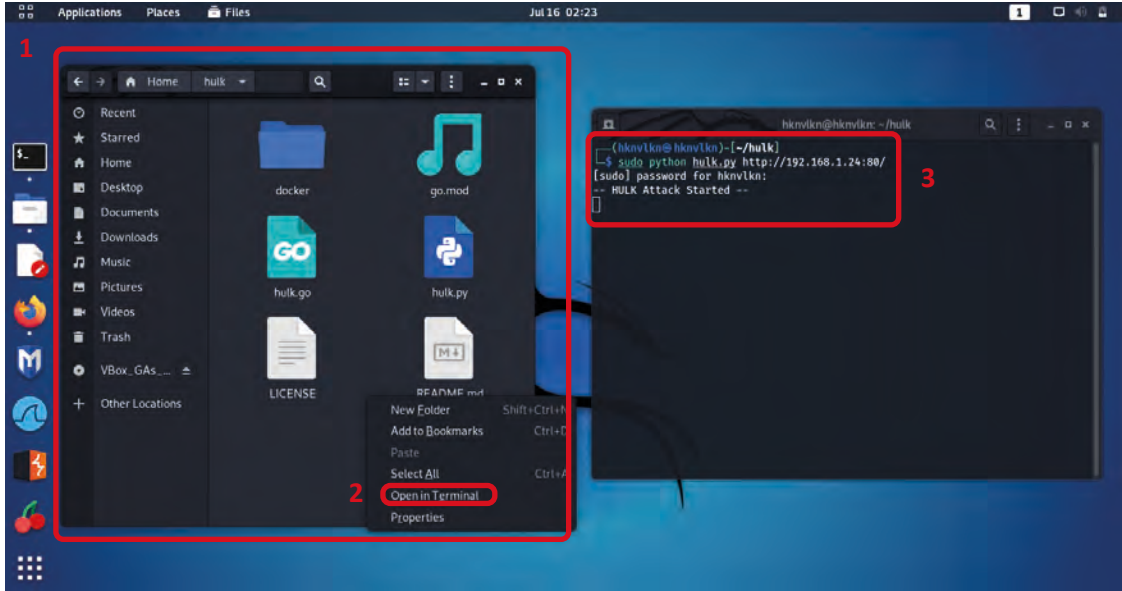 Applications Places Files Jul 16 02:23 1
1
Home hulk
Recent
Starred
Home
Desktop
Documents
Downloads
Music
Pictures
Videos
Trash
VBox_GAs_...
Other Locations
docker go.mod
GO
hulk.go hulk.py
M↓
LICENSE README.md
New Folder Shift+Ctrl+N
Add to Bookmarks Ctrl+D
Paste
Select All Ctrl+A
2
Open in Terminal
Properties
hknvlkn@hknvlkn: ~/hulk
(hknvlkn@hknvlkn)-[~/hulk]
$ sudo python hulk.py http://192.168.1.24:80/
3
[sudo] password for hknvlkn:
-- HULK Attack Started --
$_
M